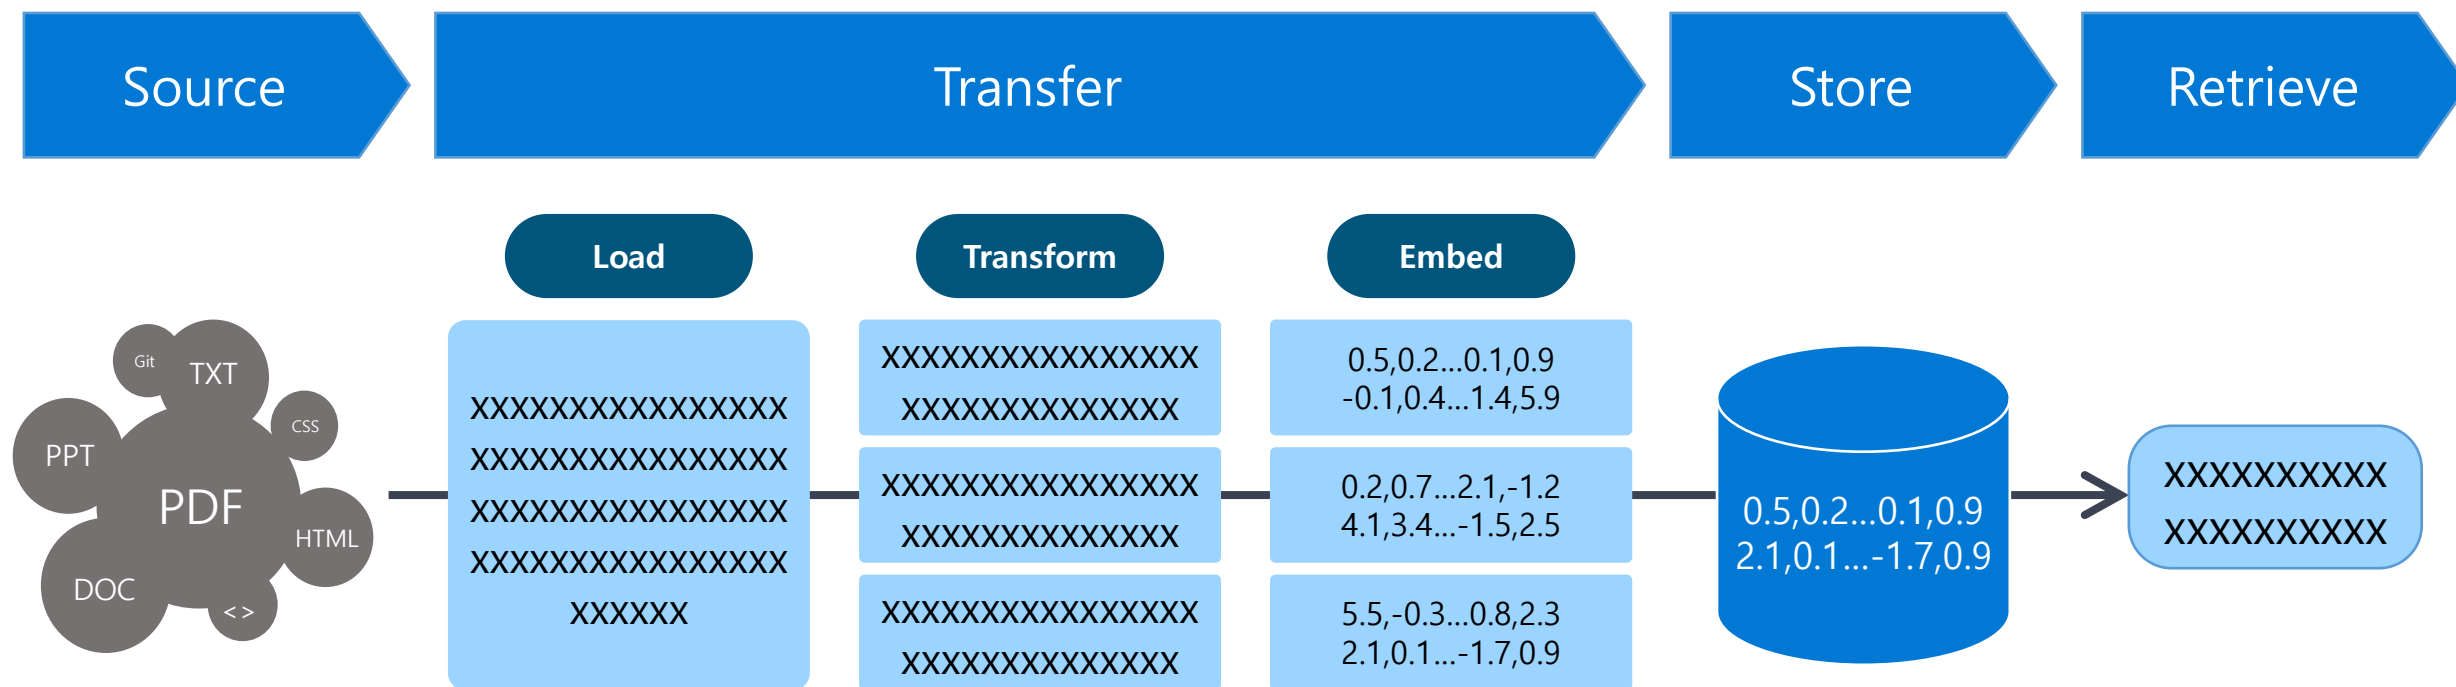 Source
Transfer
Store
Retrieve
Load
Transform
Embed
Git
TXT
CSS
PPT
PDF
HTML
DOC
<>
XXXXXXXXXXXXXXXX
XXXXXXXXXXXXXXXX
XXXXXXXXXXXXXXXX
XXXXXXXXXXXXXXXX
XXXXXX
XXXXXXXXXXXXXXXX
XXXXXXXXXXXXXX
XXXXXXXXXXXXXXXX
XXXXXXXXXXXXXX
XXXXXXXXXXXXXXXX
XXXXXXXXXXXXXX
0.5,0.2...0.1,0.9
-0.1,0.4...1.4,5.9
0.2,0.7...2.1,-1.2
4.1,3.4...-1.5,2.5
5.5,-0.3...0.8,2.3
2.1,0.1...-1.7,0.9
0.5,0.2...0.1,0.9
2.1,0.1...-1.7,0.9
XXXXXXXXXX
XXXXXXXXXX